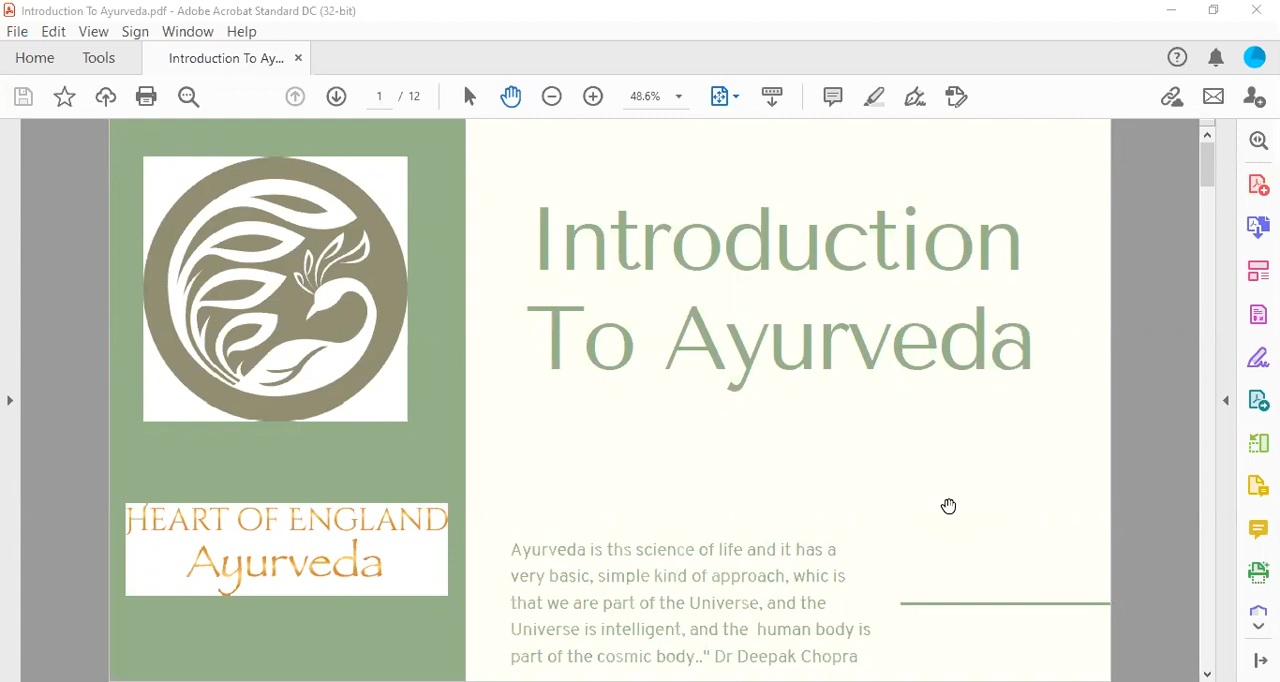 Introduction To Ayurveda.pdf - Adobe Acrobat Standard DC (32-bit)
File Edit View Sign Window Help
Home Tools Introduction To Ay... ×
1 / 12 48.6%
HEART OF ENGLAND
Ayurveda
Introduction
To Ayurveda
Ayurveda is ths science of life and it has a
very basic, simple kind of approach, whic is
that we are part of the Universe, and the
Universe is intelligent, and the human body is
part of the cosmic body.." Dr Deepak Chopra